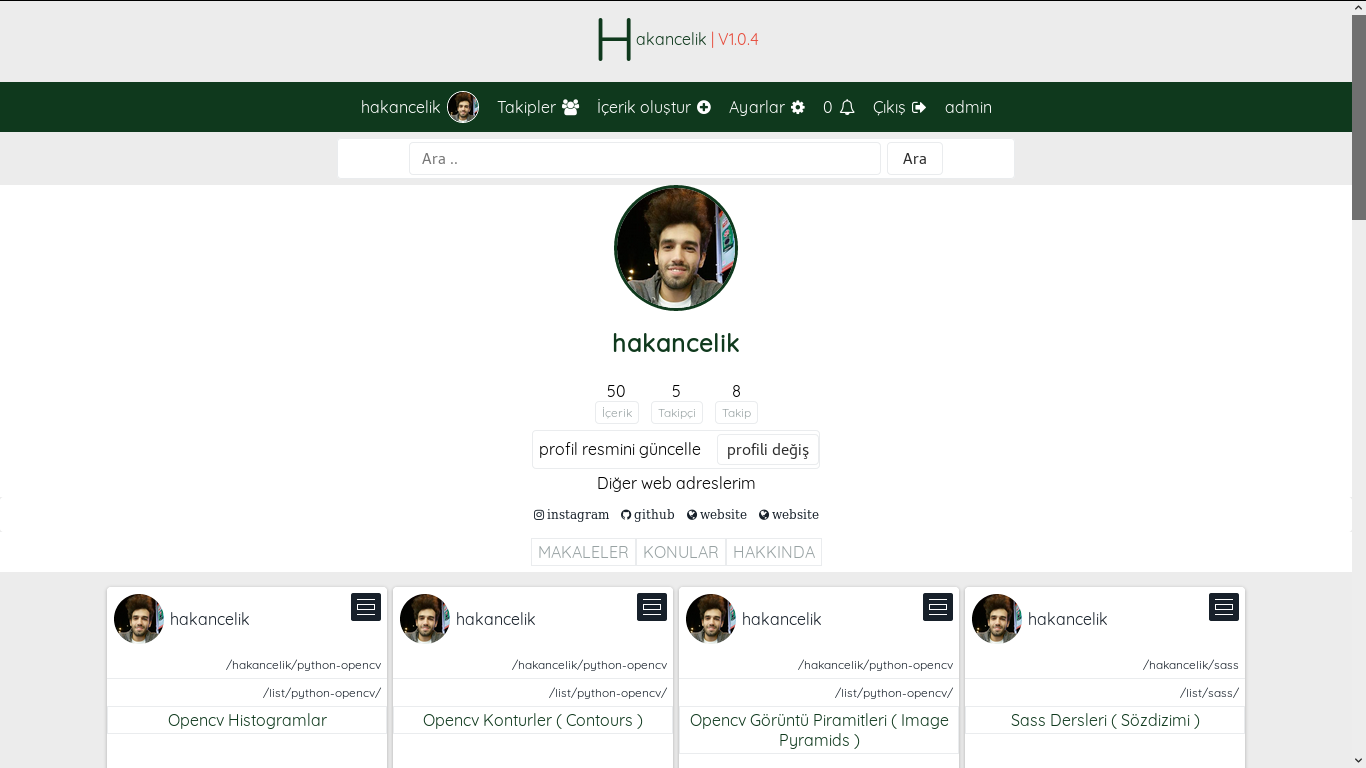 Hakancelik | V1.0.4
hakancelik Takipler İçerik oluştur Ayarlar 0 Çıkış admin
Ara .. Ara
hakancelik
50 5 8
İçerik Takipçi Takip
profil resmini güncelle profili değiş
Diğer web adreslerim
instagram github website website
MAKALELER KONULAR HAKKINDA
hakancelik hakancelik hakancelik hakancelik
/hakancelik/python-opencv /hakancelik/python-opencv /hakancelik/python-opencv /hakancelik/sass
/list/python-opencv/ /list/python-opencv/ /list/python-opencv/ /list/sass/
Opencv Histogramlar Opencv Konturler ( Contours ) Opencv Görüntü Piramitleri ( Image Sass Dersleri ( Sözdizimi )
Pyramids )